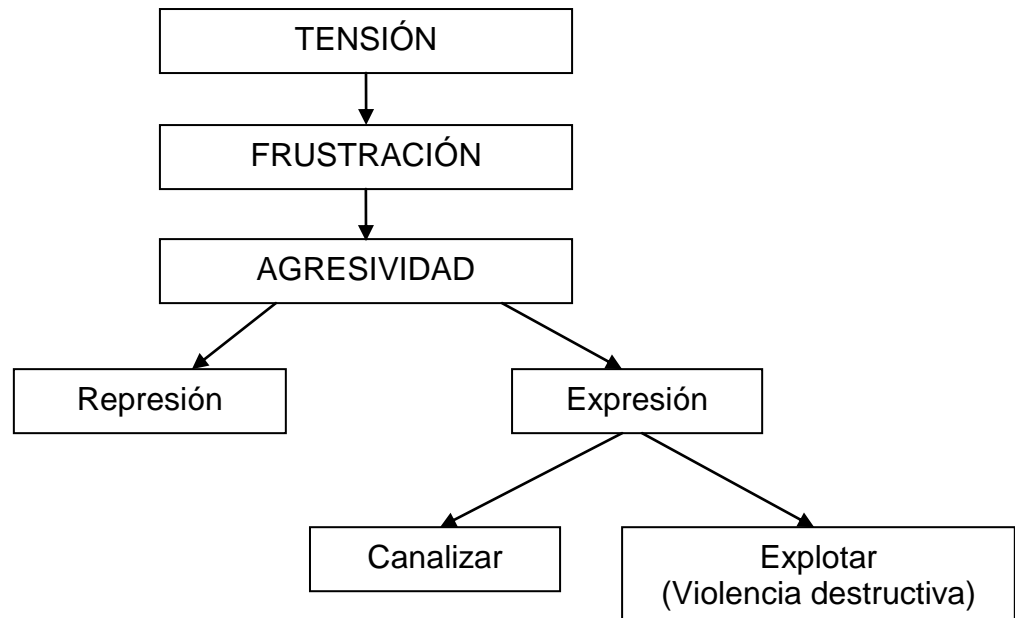 TENSIÓN
FRUSTRACIÓN
AGRESIVIDAD
Represión
Expresión
Canalizar
Explotar
(Violencia destructiva)